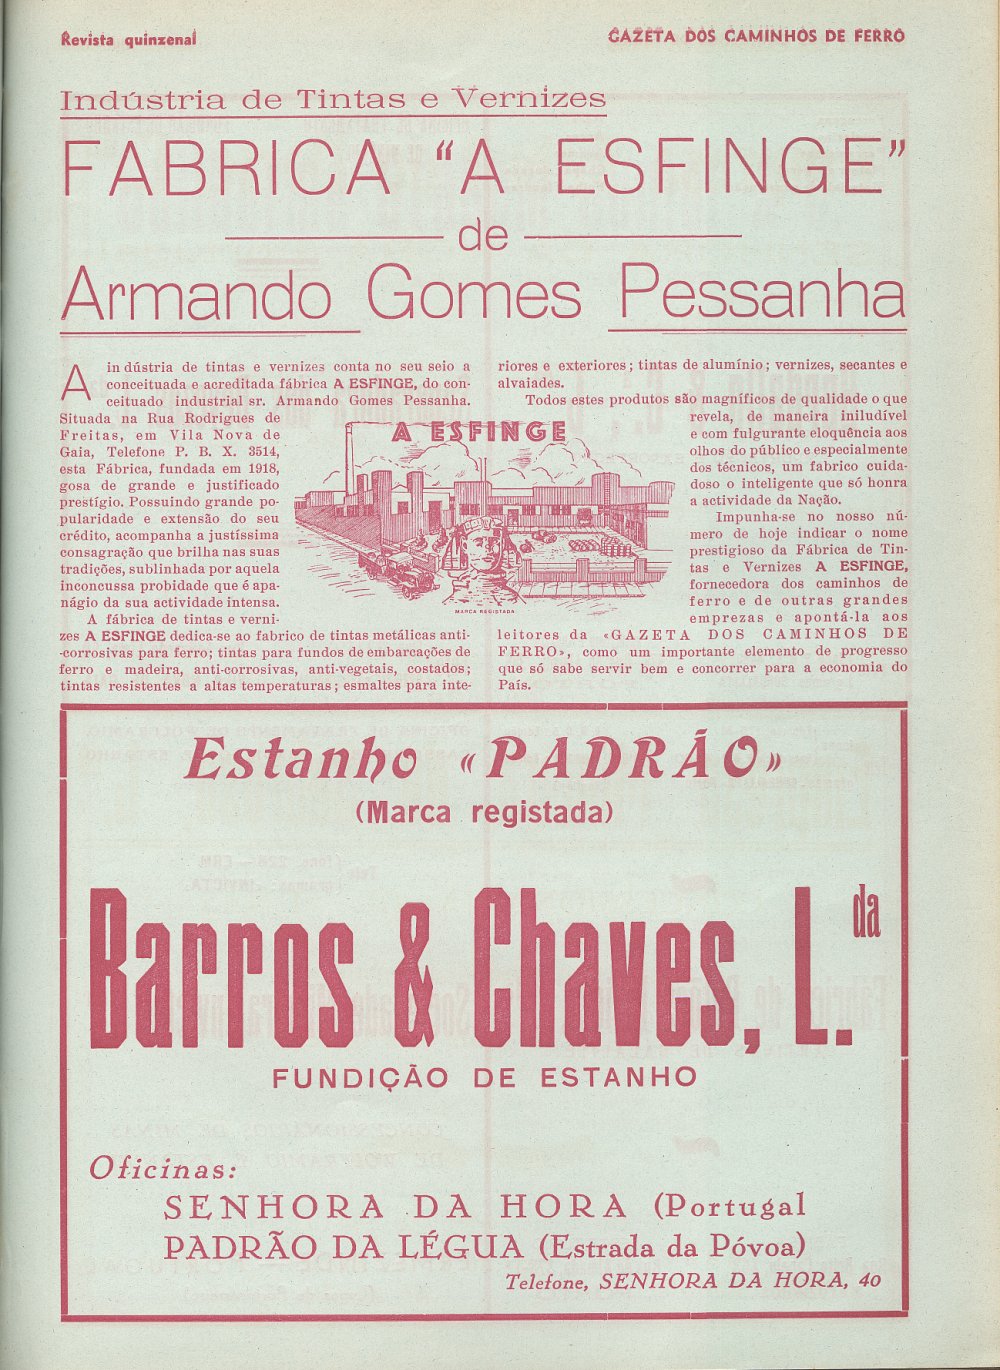 Revista quinzenal
GAZETA DOS CAMINHOS DE FERRO
Indústria de Tintas e Vernizes
FABRICA "A ESFINGE"
de
Armando Gomes Pessanha
A in dústria de tintas e vernizes conta no seu seio a
conceituada e acreditada fábrica A ESFINGE, do con-
ceituado industrial sr. Armando Gomes Pessanha.
Situada na Rua Rodrigues de
Freitas, em Vila Nova de
Gaia, Telefone P. B. X. 3514,
esta Fábrica, fundada em 1918,
gosa de grande e justificado
prestígio. Possuindo grande po-
pularidade e extensão do seu
crédito, acompanha a justíssima
consagração que brilha nas suas
tradições, sublinhada por aquela
inconcussa probidade que é apa-
nágio da sua actividade intensa.
A fábrica de tintas e verni-
zes A ESFINGE dedica-se ao fabrico de tintas metálicas anti-
-corrosivas para ferro; tintas para fundos de embarcações de
ferro e madeira, anti-corrosivas, anti-vegetais, costados;
tintas resistentes a altas temperaturas; esmaltes para inte-
riores e exteriores; tintas de alumínio; vernizes, secantes e
alvaiades.
Todos estes produtos são magníficos de qualidade o que
revela, de maneira iniludível
e com fulgurante eloquência aos
olhos do público e especialmente
dos técnicos, um fabrico cuida-
doso o inteligente que só honra
a actividade da Nação.
Impunha-se no nosso nú-
mero de hoje indicar o nome
prestigioso da Fábrica de Tin-
tas e Vernizes A ESFINGE,
fornecedora dos caminhos de
ferro e de outras grandes
emprezas e apontá-la aos
leitores da «GAZETA DOS CAMINHOS DE
FERRO», como um importante elemento de progresso
que só sabe servir bem e concorrer para a economia do
País.
A ESFINGE
MARCA REGISTADA
Estanho «PADRÃO»
(Marca registada)
Barros & Chaves, L.da
FUNDIÇÃO DE ESTANHO
Oficinas:
SENHORA DA HORA (Portugal
PADRÃO DA LÉGUA (Estrada da Póvoa)
Telefone, SENHORA DA HORA, 40